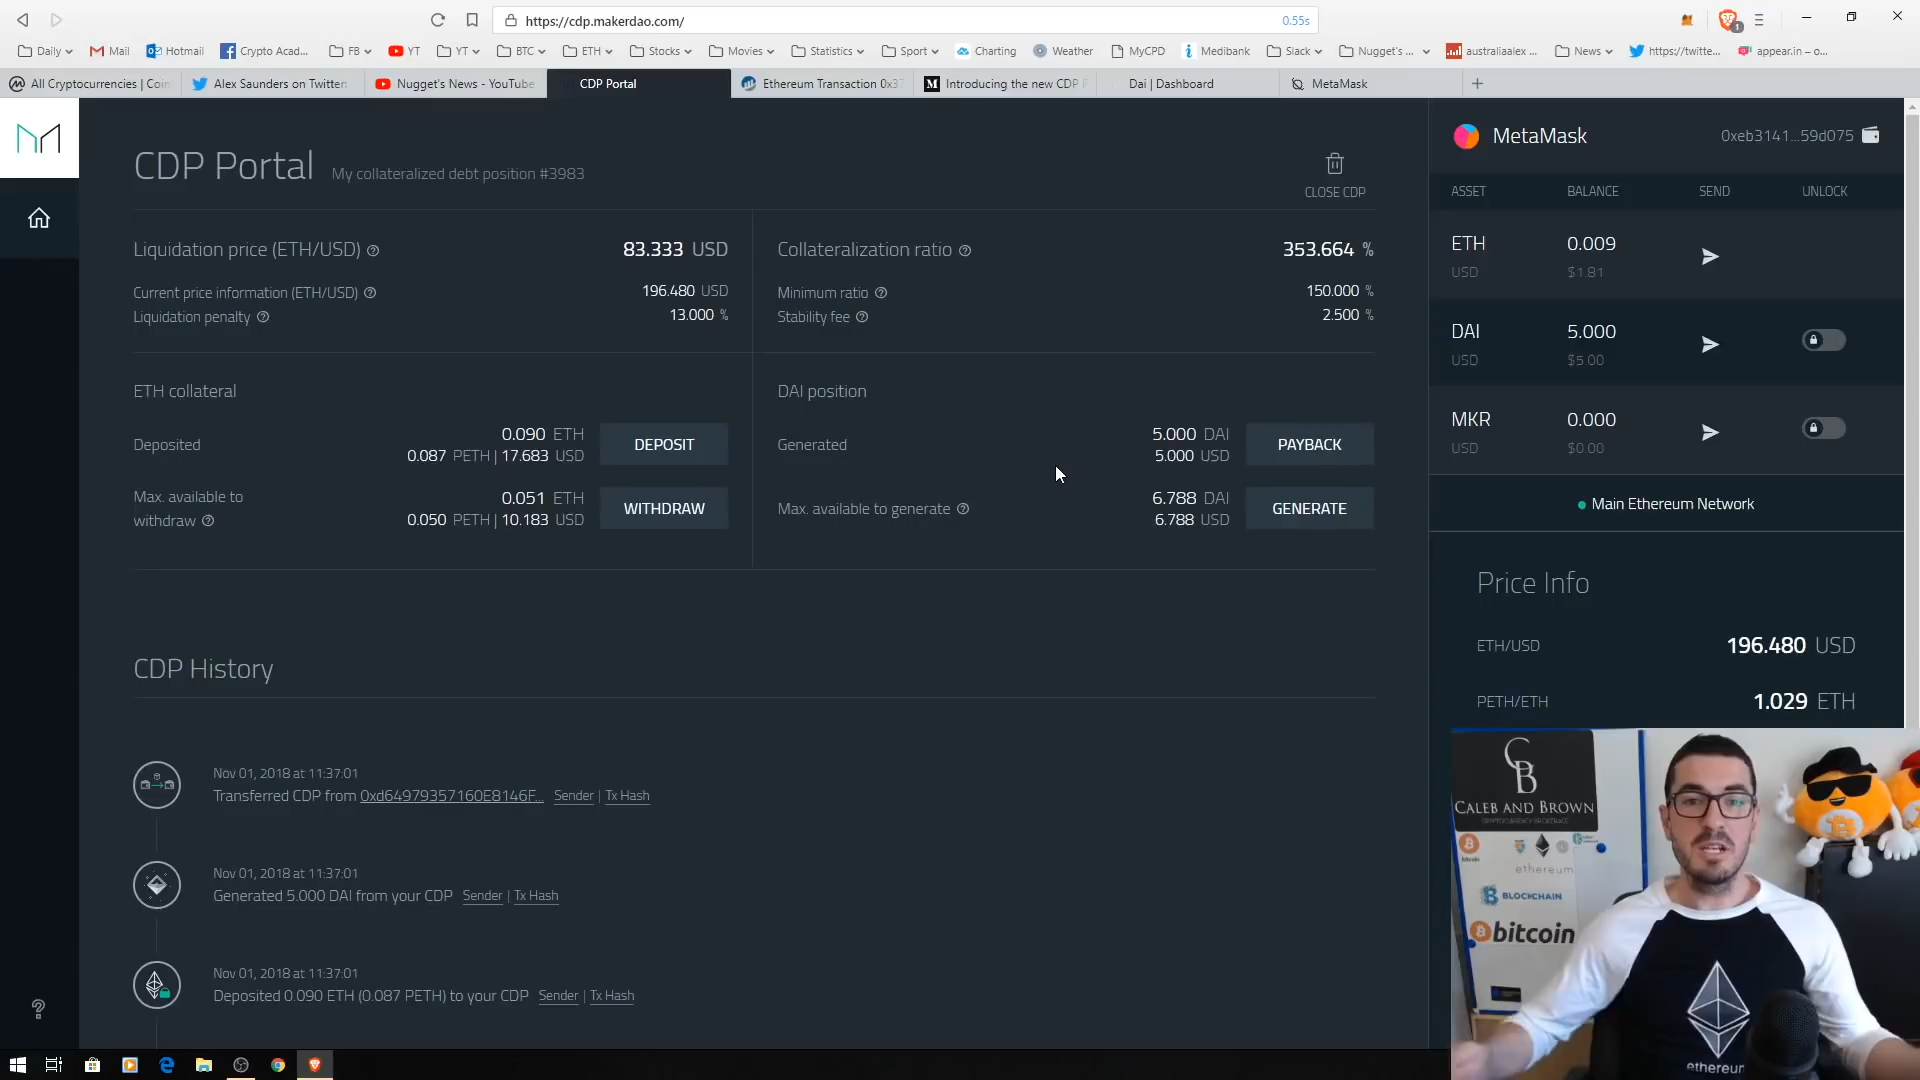 https://cdp.makerdao.com/
0.55s
1
Daily
Mail
Hotmail
Crypto Acad...
FB
YT
YT
BTC
ETH
Stocks
Movies
Statistics
Sport
Charting
Weather
MyCPD
Medibank
Slack
Nugget's ...
australiaalex ...
News
https://twitte...
appear.in – o...
All Cryptocurrencies | Coin
Alex Saunders on Twitter:
Nugget's News - YouTube
CDP Portal
Ethereum Transaction 0x37
Introducing the new CDP P
Dai | Dashboard
MetaMask
CDP Portal My collateralized debt position #3983
CLOSE CDP
Liquidation price (ETH/USD) 83.333 USD
Current price information (ETH/USD) 196.480 USD
Liquidation penalty 13.000 %
Collateralization ratio 353.664 %
Minimum ratio 150.000 %
Stability fee 2.500 %
ETH collateral
Deposited 0.090 ETH
0.087 PETH | 17.683 USD
DEPOSIT
Max. available to withdraw 0.051 ETH
0.050 PETH | 10.183 USD
WITHDRAW
DAI position
Generated 5.000 DAI
5.000 USD
PAYBACK
Max. available to generate 6.788 DAI
6.788 USD
GENERATE
CDP History
Nov 01, 2018 at 11:37:01
Transferred CDP from 0xd64979357160E8146F... Sender | Tx Hash
Nov 01, 2018 at 11:37:01
Generated 5.000 DAI from your CDP Sender | Tx Hash
Nov 01, 2018 at 11:37:01
Deposited 0.090 ETH (0.087 PETH) to your CDP Sender | Tx Hash
MetaMask 0xeb3141...59d075
ASSET BALANCE SEND UNLOCK
ETH 0.009
USD $1.81
DAI 5.000
USD $5.00
MKR 0.000
USD $0.00
Main Ethereum Network
Price Info
ETH/USD 196.480 USD
PETH/ETH 1.029 ETH
CB
CALEB AND BROWN
CRYPTOCURRENCY BROKERAGE
bitcoin
ethereum
BLOCKCHAIN
bitcoin
ethereum